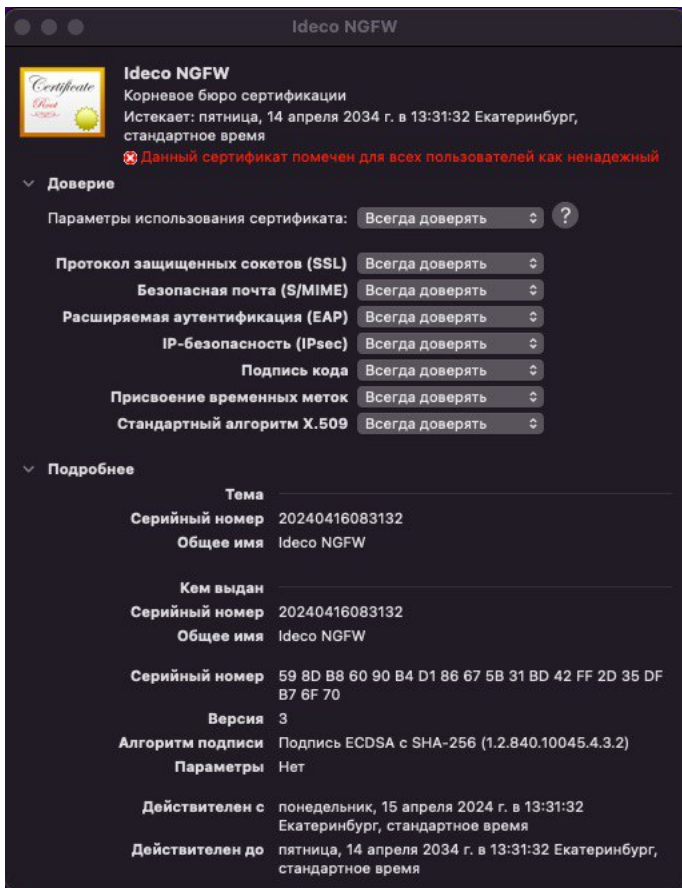 Ideco NGFW
Certificate
Root
Ideco NGFW
Корневое бюро сертификации
Истекает: пятница, 14 апреля 2034 г. в 13:31:32 Екатеринбург,
стандартное время
Данный сертификат помечен для всех пользователей как ненадежный
Доверие
Параметры использования сертификата: Всегда доверять ?
Протокол защищенных сокетов (SSL) Всегда доверять
Безопасная почта (S/MIME) Всегда доверять
Расширяемая аутентификация (EAP) Всегда доверять
IP-безопасность (IPsec) Всегда доверять
Подпись кода Всегда доверять
Присвоение временных меток Всегда доверять
Стандартный алгоритм X.509 Всегда доверять
Подробнее
Тема
Серийный номер 20240416083132
Общее имя Ideco NGFW
Кем выдан
Серийный номер 20240416083132
Общее имя Ideco NGFW
Серийный номер 59 8D B8 60 90 B4 D1 86 67 5B 31 BD 42 FF 2D 35 DF
B7 6F 70
Версия 3
Алгоритм подписи Подпись ECDSA с SHA-256 (1.2.840.10045.4.3.2)
Параметры Нет
Действителен с понедельник, 15 апреля 2024 г. в 13:31:32
Екатеринбург, стандартное время
Действителен до пятница, 14 апреля 2034 г. в 13:31:32 Екатеринбург,
стандартное время